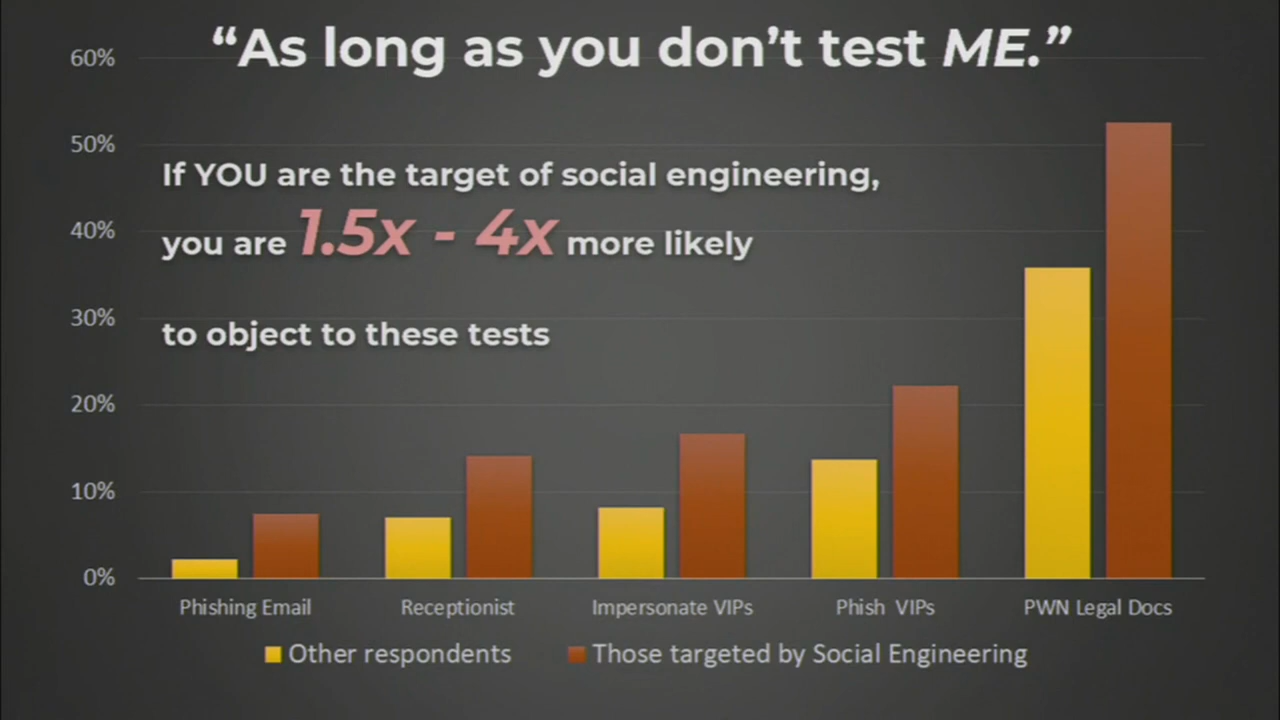 “As long as you don’t test ME.”
60%
50%
If YOU are the target of social engineering,
40%
you are 1.5x - 4x more likely
30%
to object to these tests
20%
10%
0%
Phishing Email Receptionist Impersonate VIPs Phish VIPs PWN Legal Docs
Other respondents Those targeted by Social Engineering